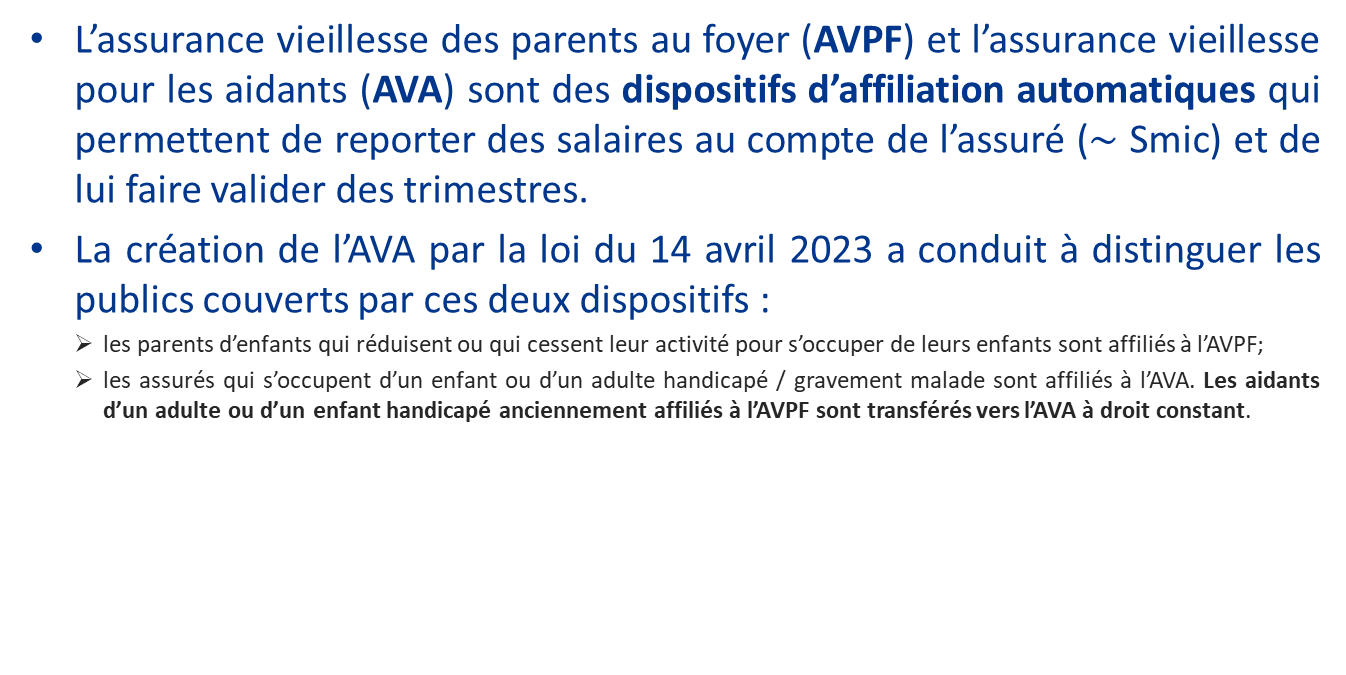 • L’assurance vieillesse des parents au foyer (AVPF) et l’assurance vieillesse
pour les aidants (AVA) sont des dispositifs d’affiliation automatiques qui
permettent de reporter des salaires au compte de l’assuré (~ Smic) et de
lui faire valider des trimestres.
• La création de l’AVA par la loi du 14 avril 2023 a conduit à distinguer les
publics couverts par ces deux dispositifs :
➢ les parents d’enfants qui réduisent ou qui cessent leur activité pour s’occuper de leurs enfants sont affiliés à l’AVPF;
➢ les assurés qui s’occupent d’un enfant ou d’un adulte handicapé / gravement malade sont affiliés à l’AVA. Les aidants
d’un adulte ou d’un enfant handicapé anciennement affiliés à l’AVPF sont transférés vers l’AVA à droit constant.